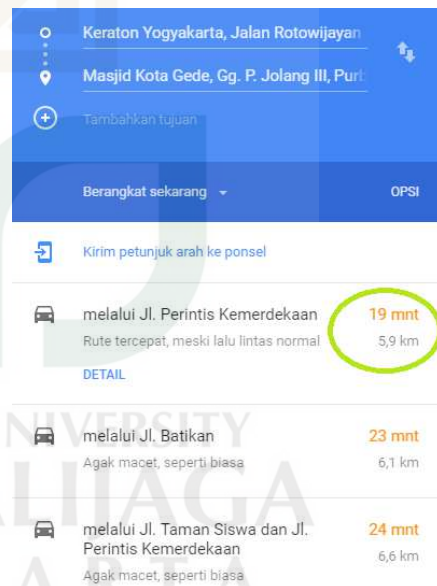 Keraton Yogyakarta, Jalan Rotowijayan
Masjid Kota Gede, Gg. P. Jolang III, Pur
Tambahkan tujuan
Berangkat sekarang OPSI
Kirim petunjuk arah ke ponsel
melalui Jl. Perintis Kemerdekaan 19 mnt
Rute tercepat, meski lalu lintas normal 5,9 km
DETAIL
melalui Jl. Batikan 23 mnt
Agak macet, seperti biasa 6,1 km
melalui Jl. Taman Siswa dan Jl. 24 mnt
Perintis Kemerdekaan 6,6 km
Agak macet, seperti biasa